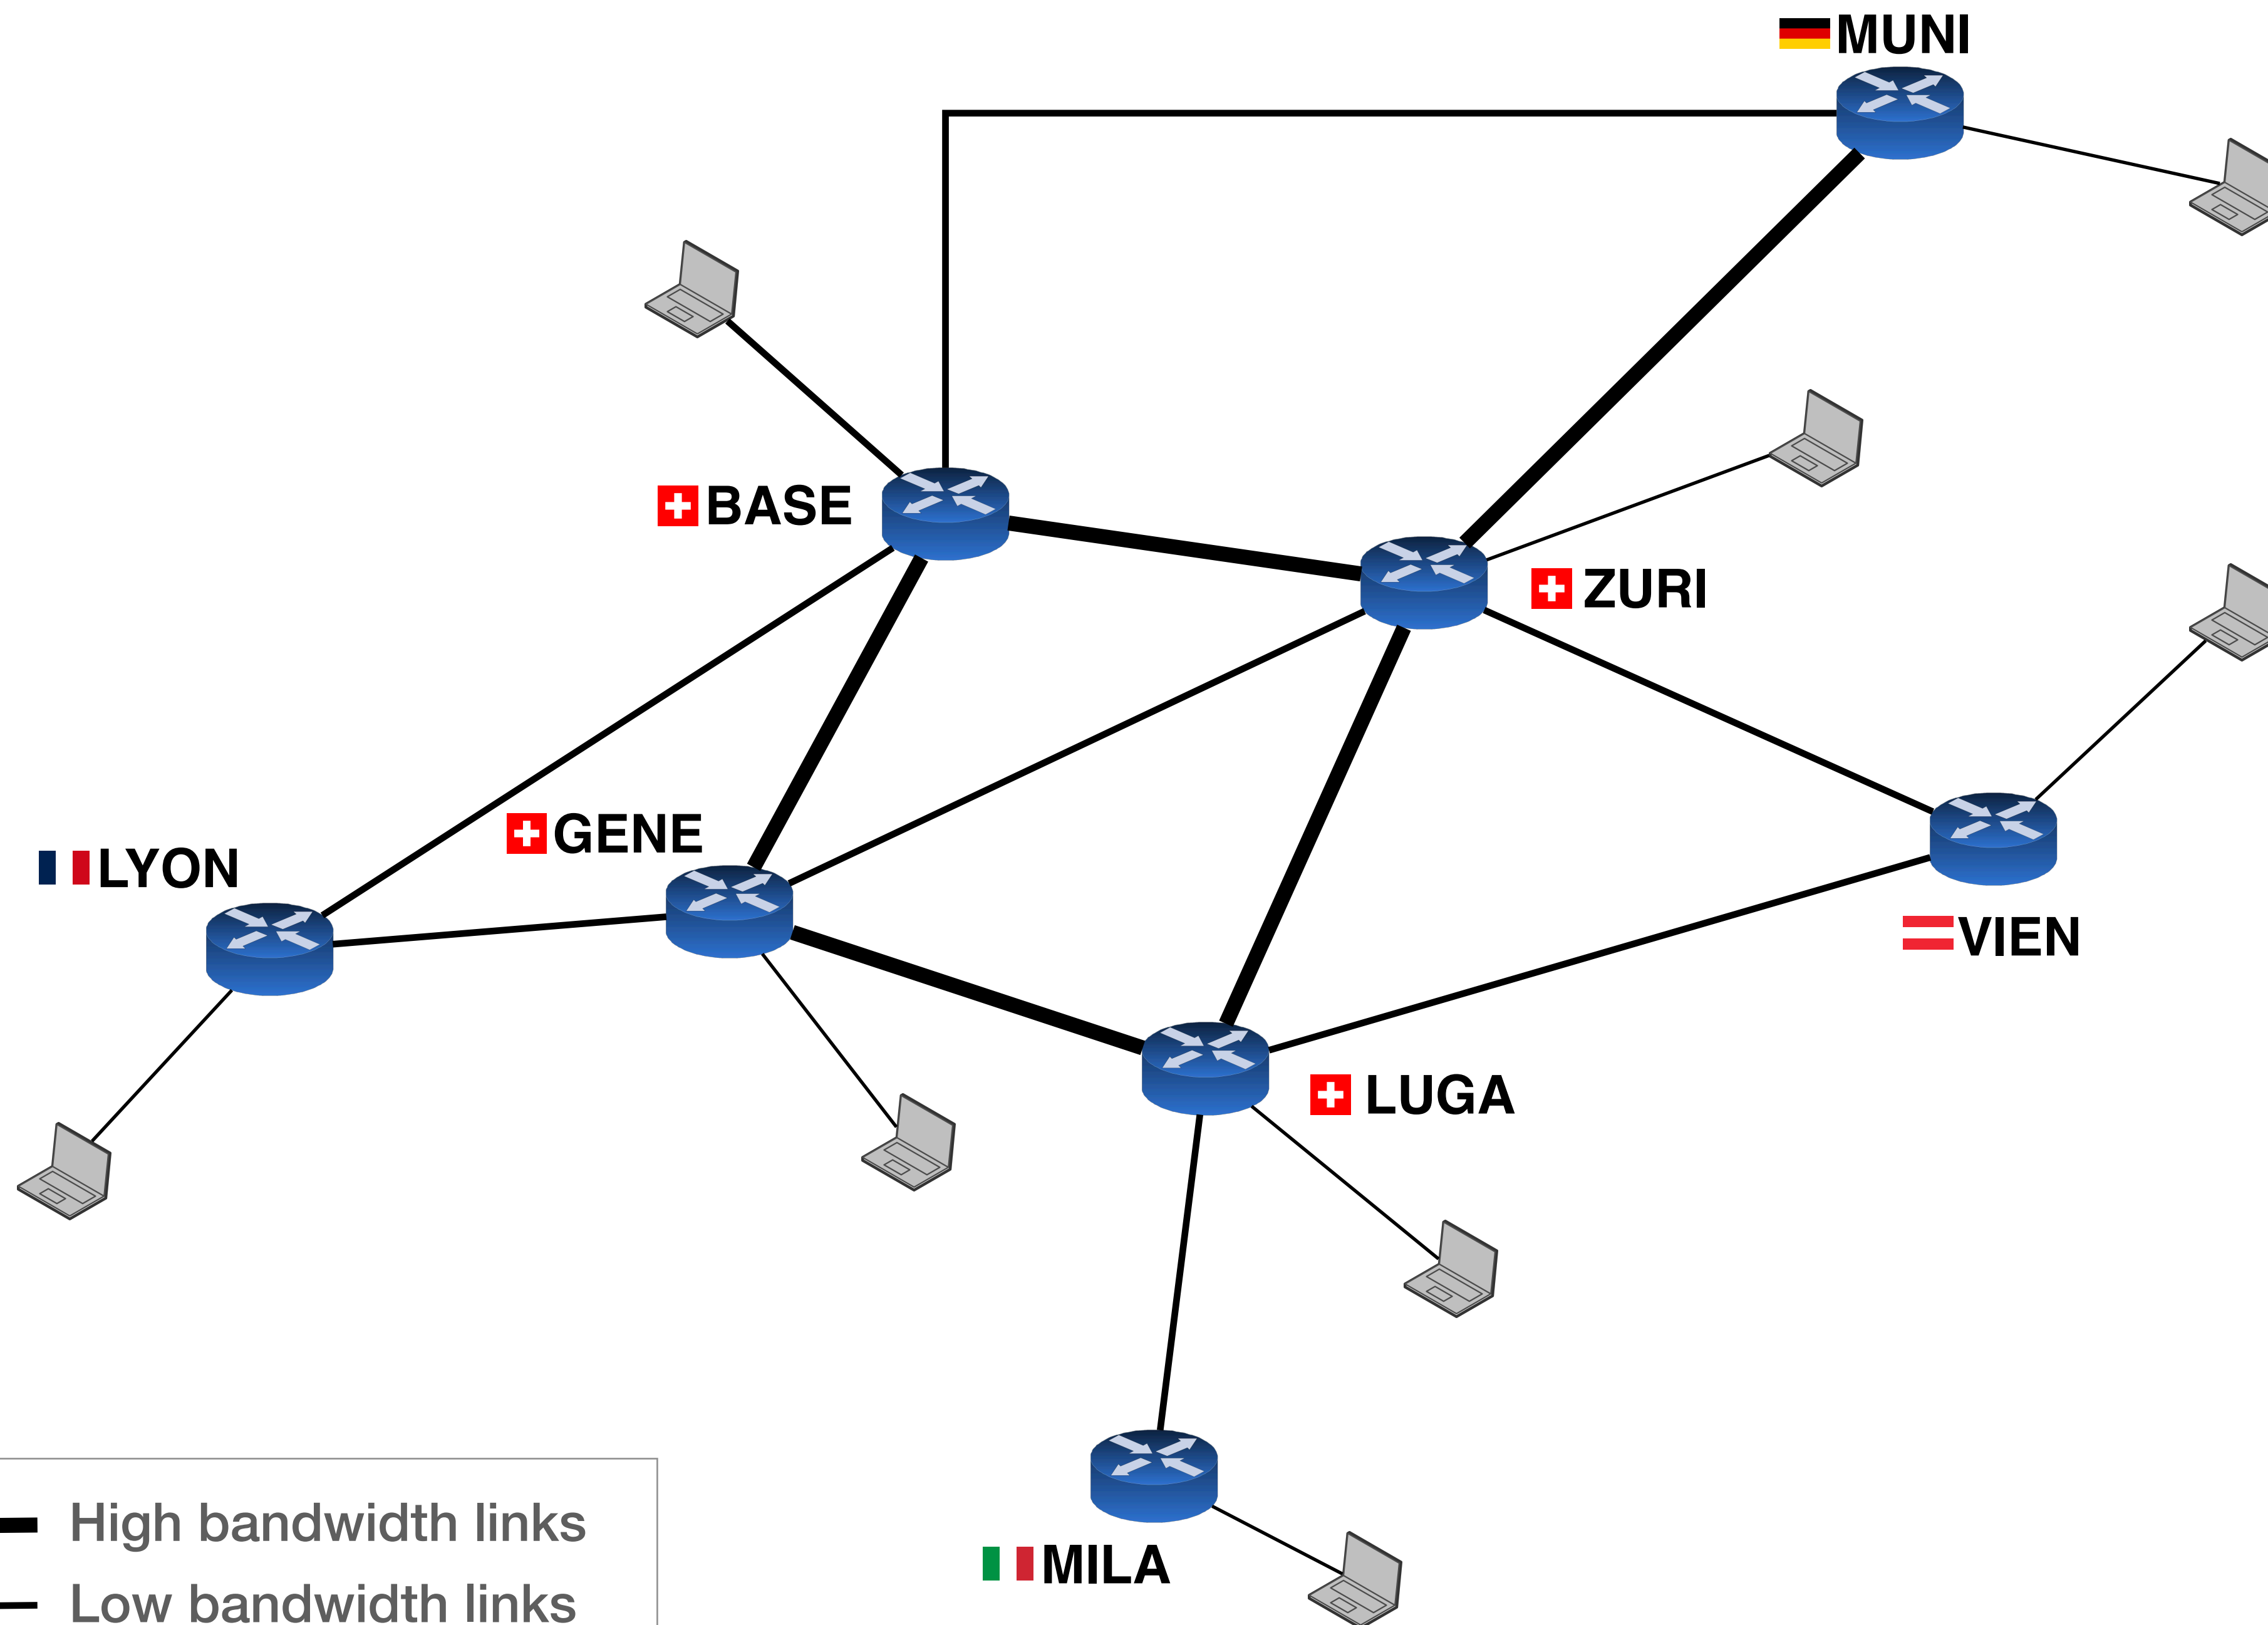 MUNI
BASE
ZURI
GENE
LYON
VIEN
LUGA
MILA
High bandwidth links
Low bandwidth links